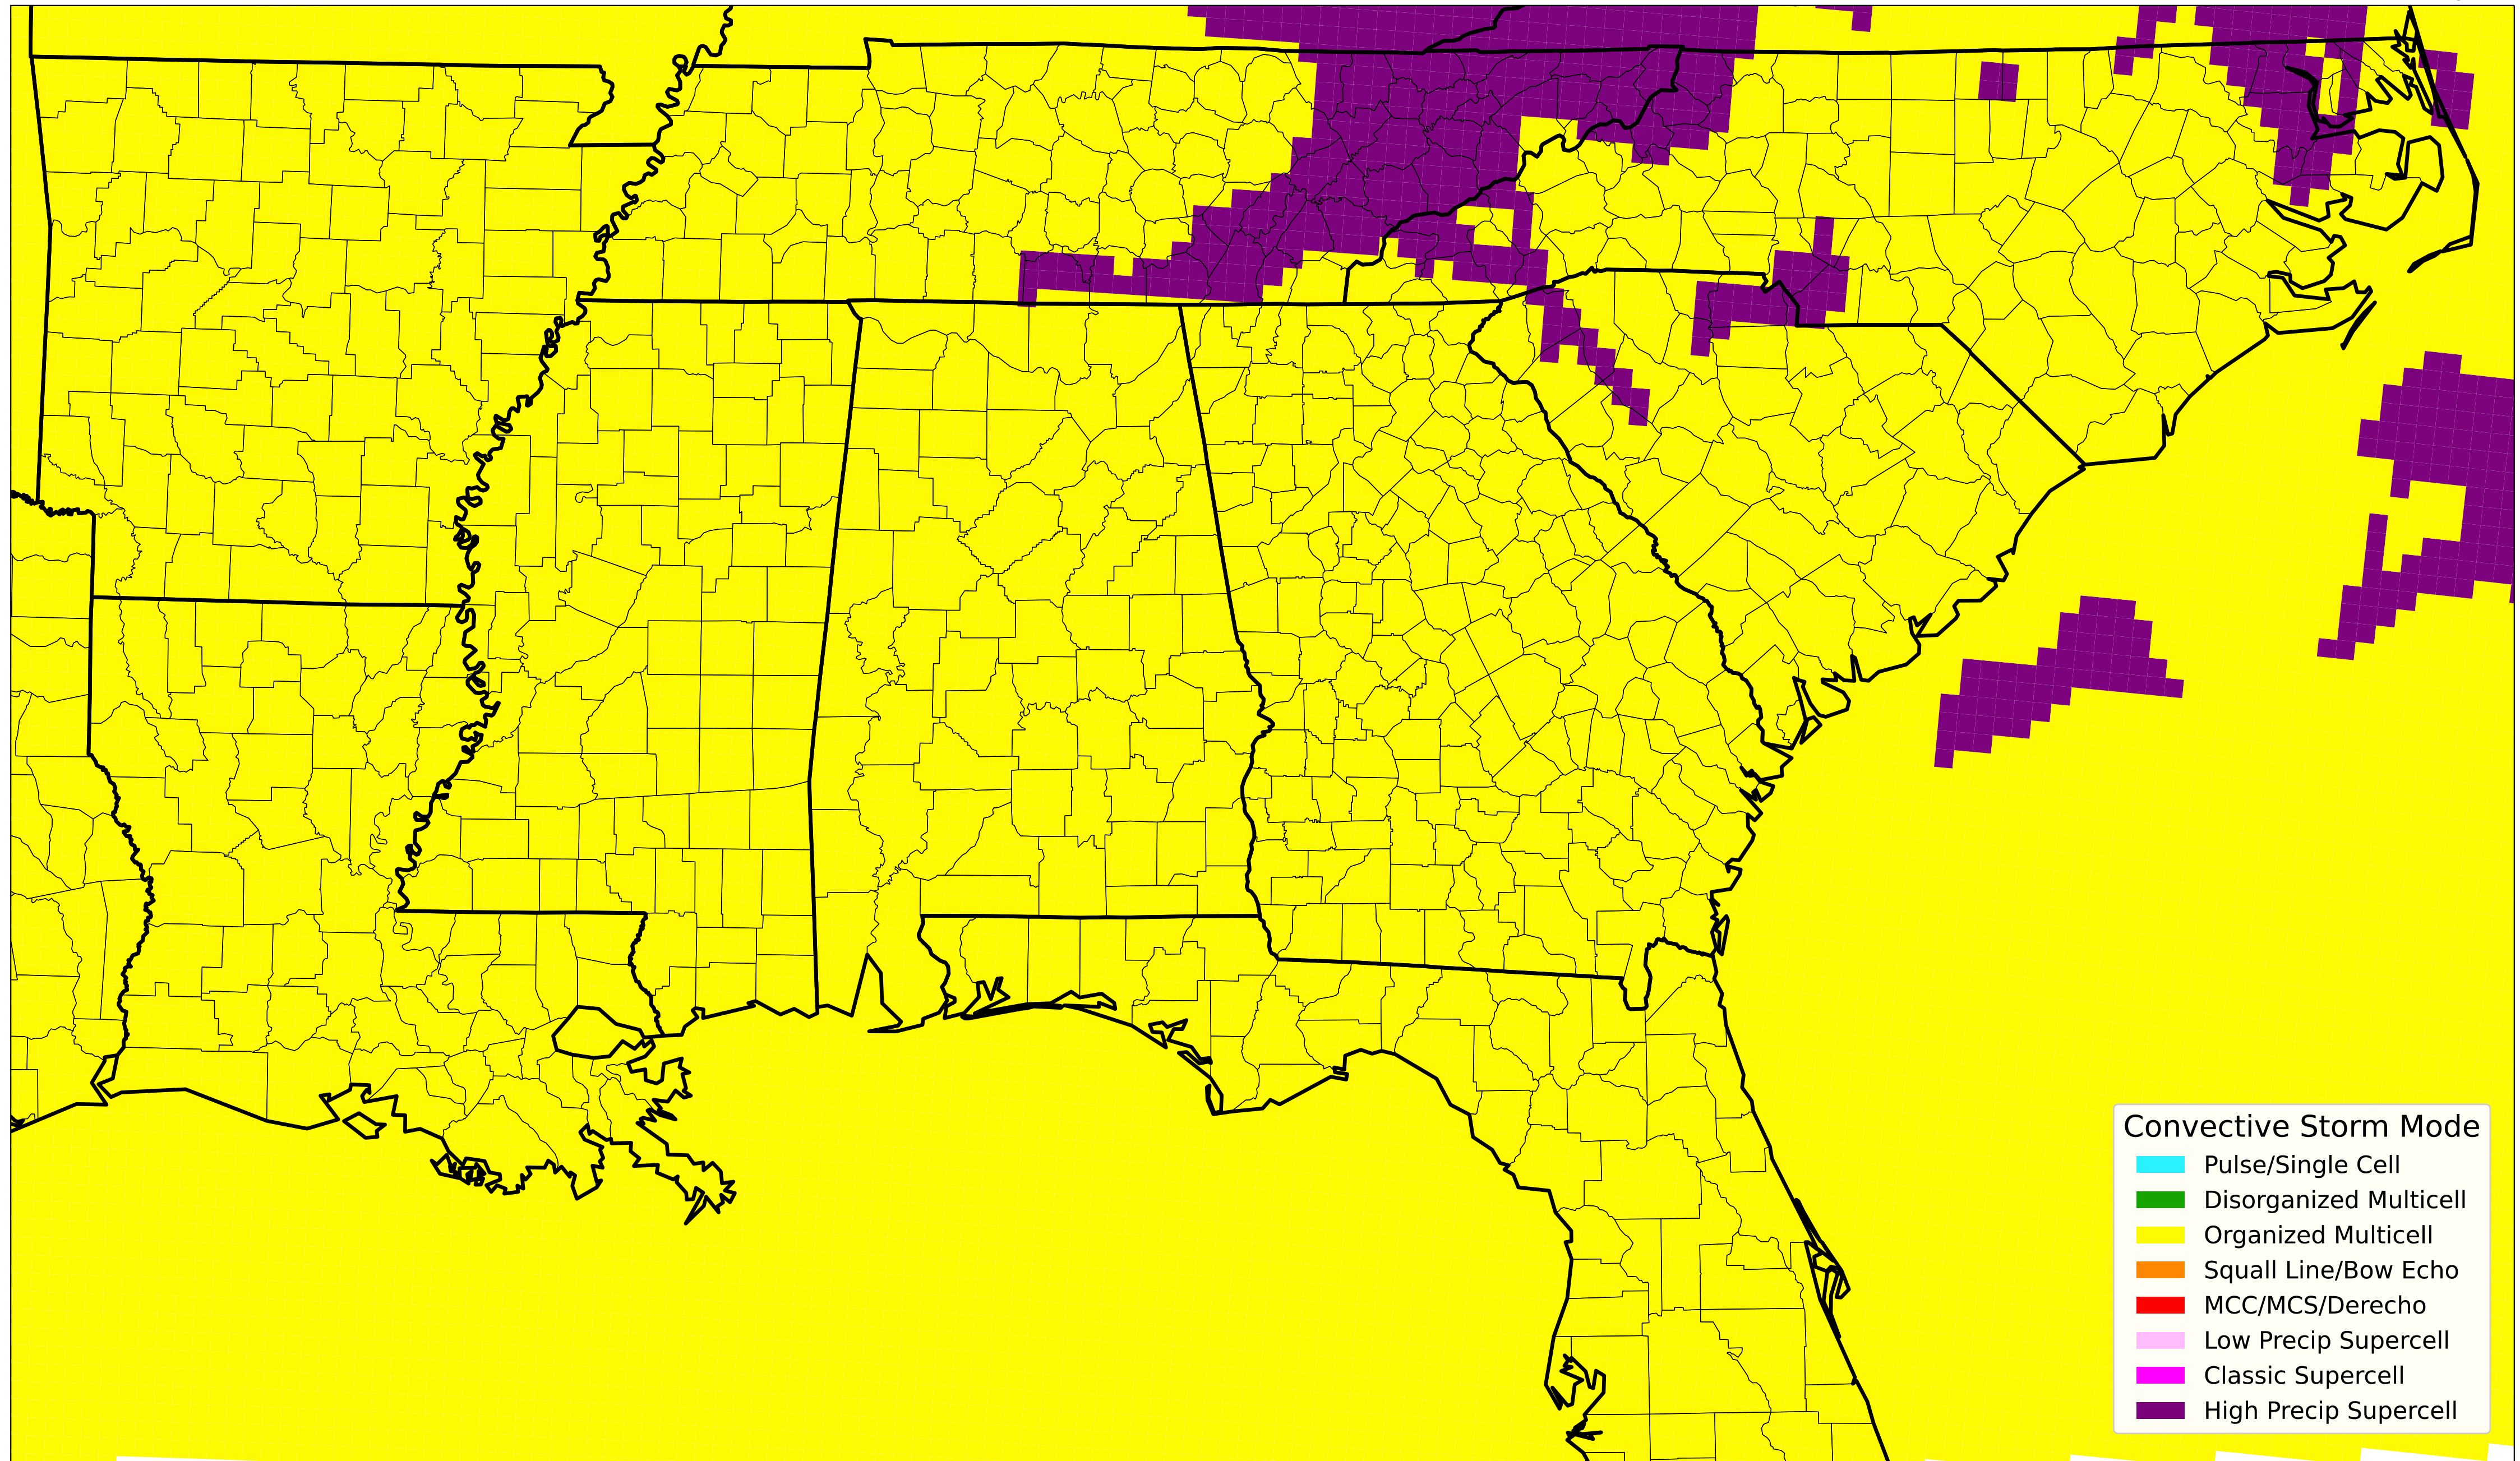 Convective Storm Mode
Pulse/Single Cell
Disorganized Multicell
Organized Multicell
Squall Line/Bow Echo
MCC/MCS/Derecho
Low Precip Supercell
Classic Supercell
High Precip Supercell